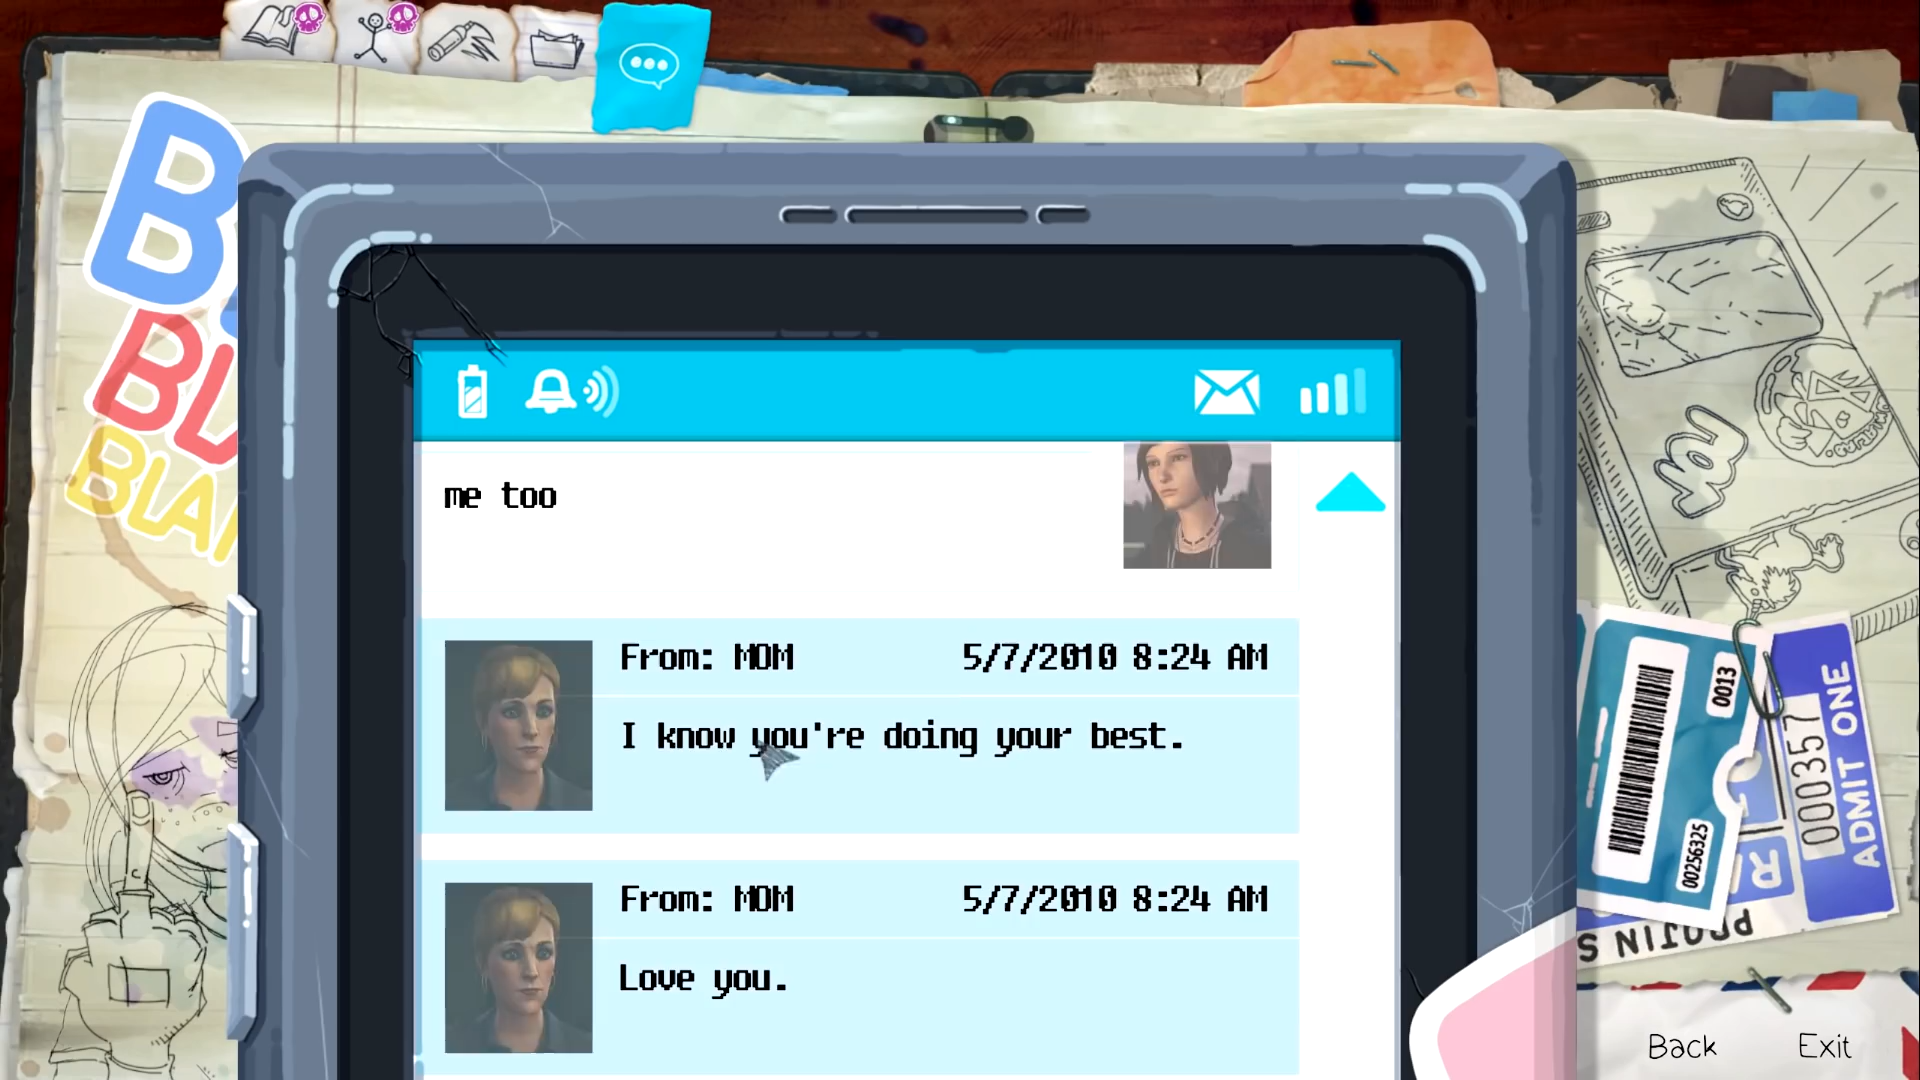 me too
From: MOM 5/7/2010 8:24 AM
I know you're doing your best.
From: MOM 5/7/2010 8:24 AM
Love you.
0013
00256325
000357
ADMIT ONE
Back Exit